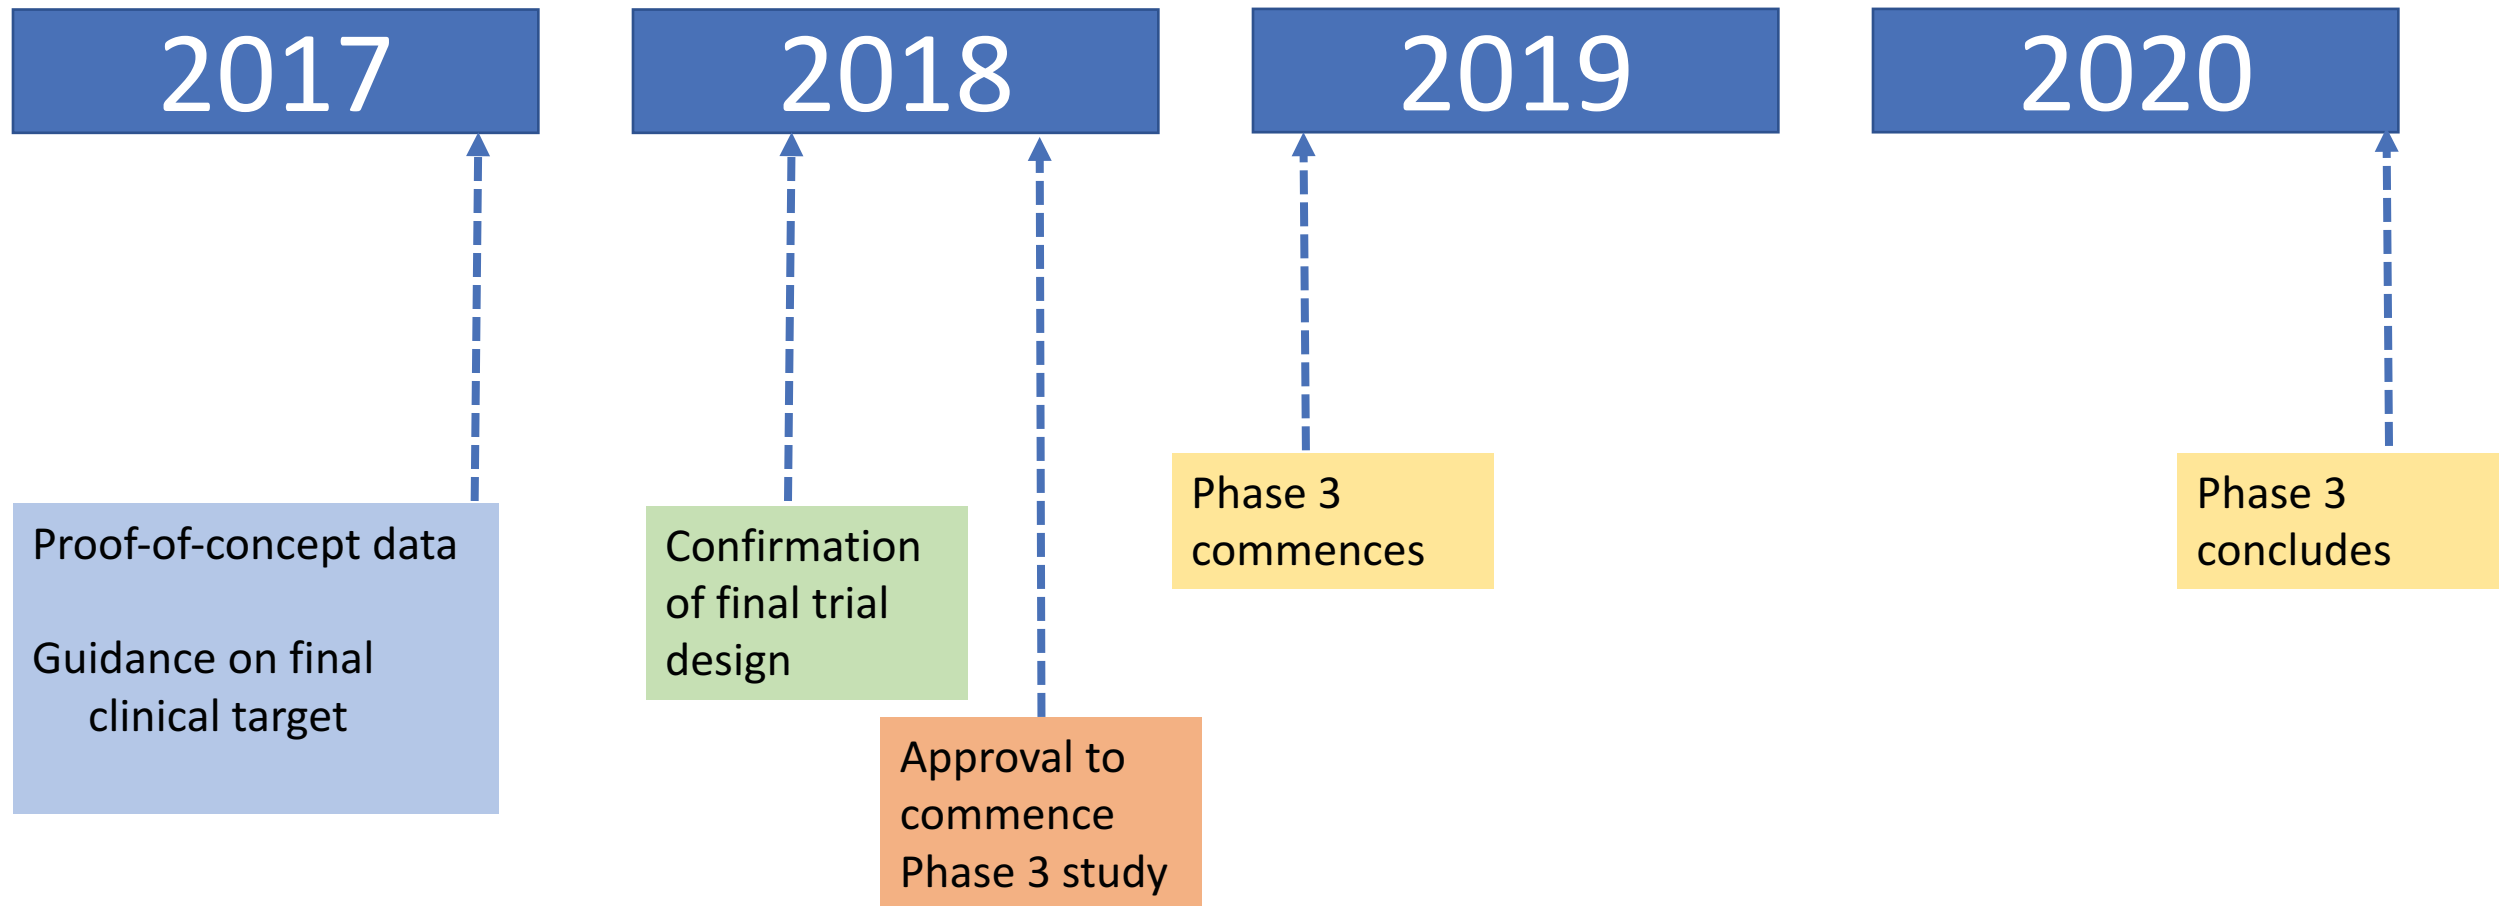 2017
2018
2019
2020
Proof-of-concept data
Guidance on final
clinical target
Confirmation
of final trial
design
Approval to
commence
Phase 3 study
Phase 3
commences
Phase 3
concludes